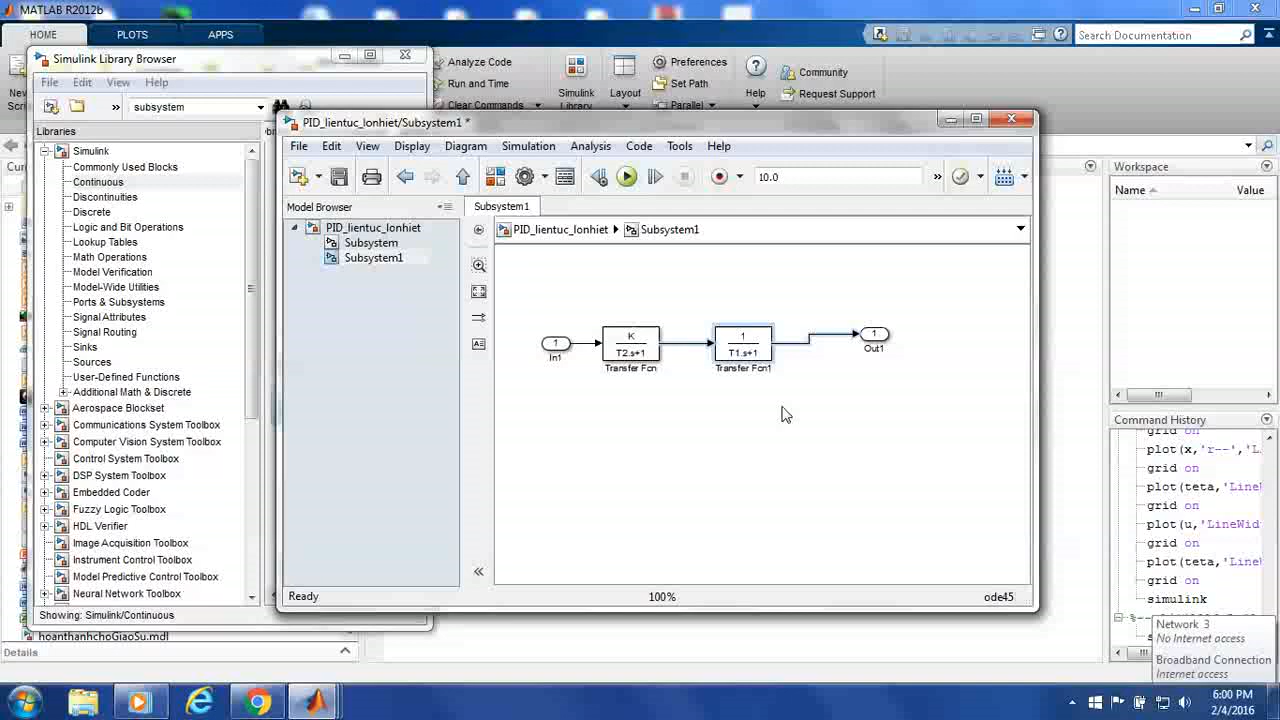 MATLAB R2012b
HOME PLOTS APPS
Search Documentation
Simulink Library Browser
File Edit View Help
» subsystem
Libraries
Simulink
Commonly Used Blocks
Continuous
Discontinuities
Discrete
Logic and Bit Operations
Lookup Tables
Math Operations
Model Verification
Model-Wide Utilities
Ports & Subsystems
Signal Attributes
Signal Routing
Sinks
Sources
User-Defined Functions
Additional Math & Discrete
Aerospace Blockset
Communications System Toolbox
Computer Vision System Toolbox
Control System Toolbox
DSP System Toolbox
Embedded Coder
Fuzzy Logic Toolbox
HDL Verifier
Image Acquisition Toolbox
Instrument Control Toolbox
Model Predictive Control Toolbox
Neural Network Toolbox
Showing: Simulink/Continuous
hoanthanhchoGiaoSu.mdl
Details
Analyze Code
Run and Time
Clear Commands
Simulink
Library
Layout
Preferences
Set Path
Parallel
Help
Community
Request Support
PID_lientuc_lonhiet/Subsystem1 *
File Edit View Display Diagram Simulation Analysis Code Tools Help
10.0 »
Model Browser
Subsystem1
PID_lientuc_lonhiet
Subsystem
Subsystem1
PID_lientuc_lonhiet Subsystem1
1
In1
K
T2.s+1
Transfer Fcn
1
T1.s+1
Transfer Fcn1
1
Out1
Ready 100% ode45
Workspace
Name Value
Command History
grid on
plot(x,'r--','L
grid on
plot(teta,'Line
grid on
plot(u,'LineWid
grid on
plot(teta,'Line
grid on
simulink
Network 3
No Internet access
Broadband Connection
Internet access
6:00 PM
2/4/2016